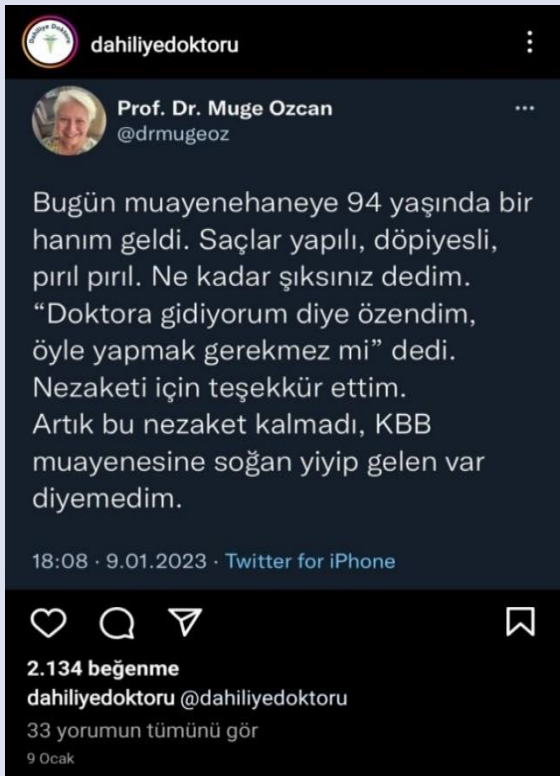 Dahiliye Doktoru
dahiliyedoktoru
Prof. Dr. Muge Ozcan
@drmugeoz
Bugün muayenehaneye 94 yaşında bir
hanım geldi. Saçlar yapılı, döpiyesli,
pırıl pırıl. Ne kadar şıksınız dedim.
“Doktora gidiyorum diye özendim,
öyle yapmak gerekmez mi” dedi.
Nezaketi için teşekkür ettim.
Artık bu nezaket kalmadı, KBB
muayenesine soğan yiyip gelen var
diyemedim.
18:08 · 9.01.2023 · Twitter for iPhone
2.134 beğenme
dahiliyedoktoru @dahiliyedoktoru
33 yorumun tümünü gör
9 Ocak